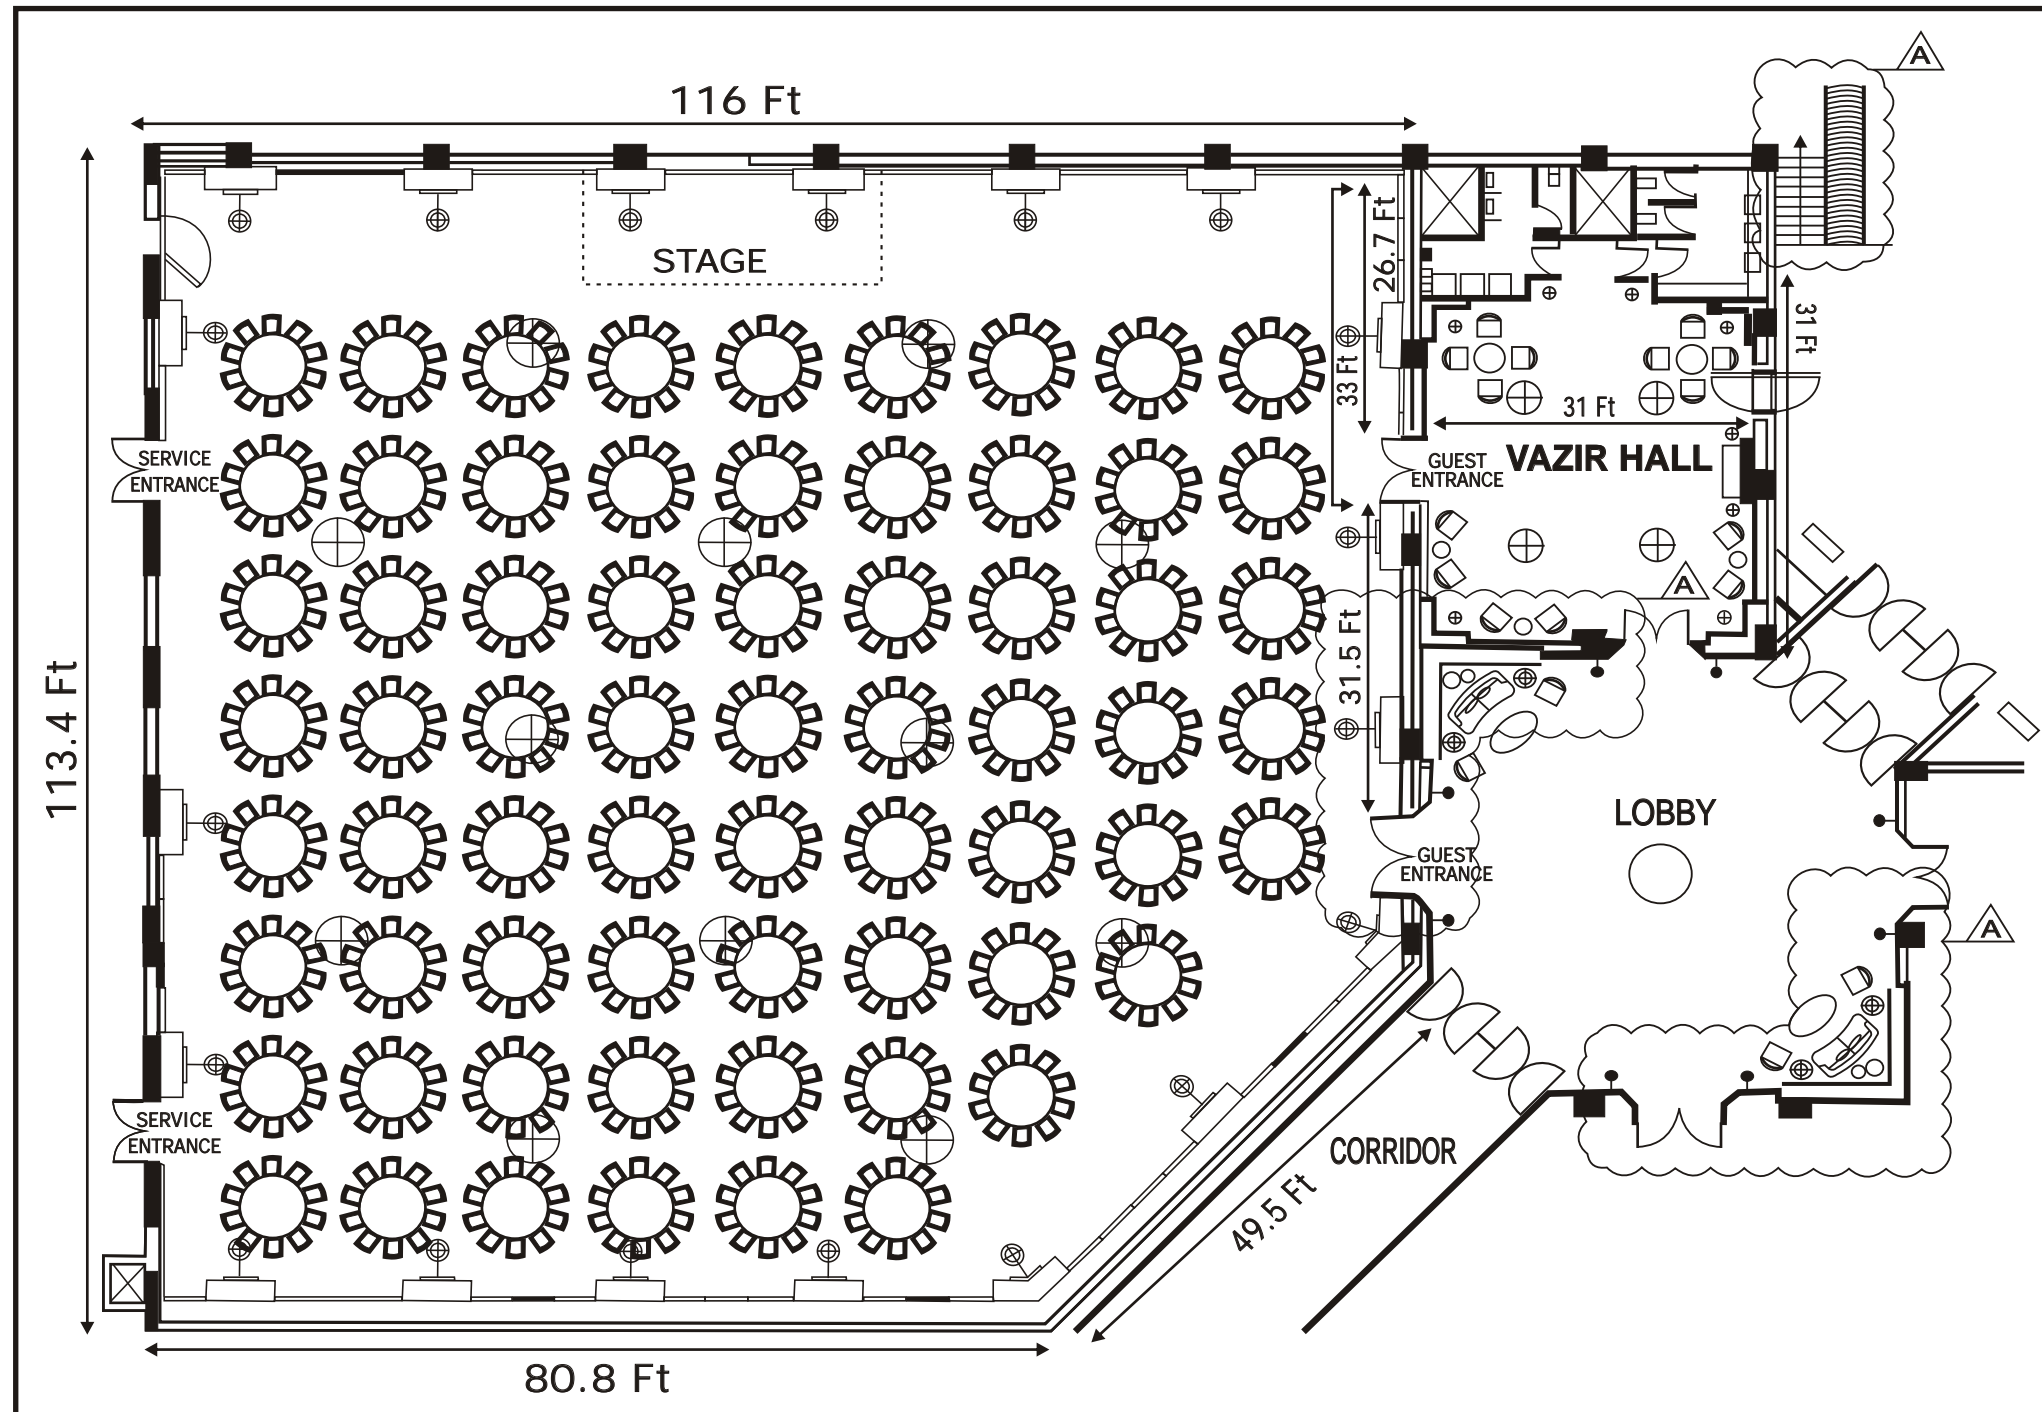 A
116 Ft
26.7 Ft
STAGE
31 Ft
33 Ft
31 Ft
SERVICE
ENTRANCE
GUEST
ENTRANCE
VAZIR HALL
A
31.5 Ft
113.4 Ft
LOBBY
GUEST
ENTRANCE
A
SERVICE
ENTRANCE
CORRIDOR
49.5 Ft
80.8 Ft